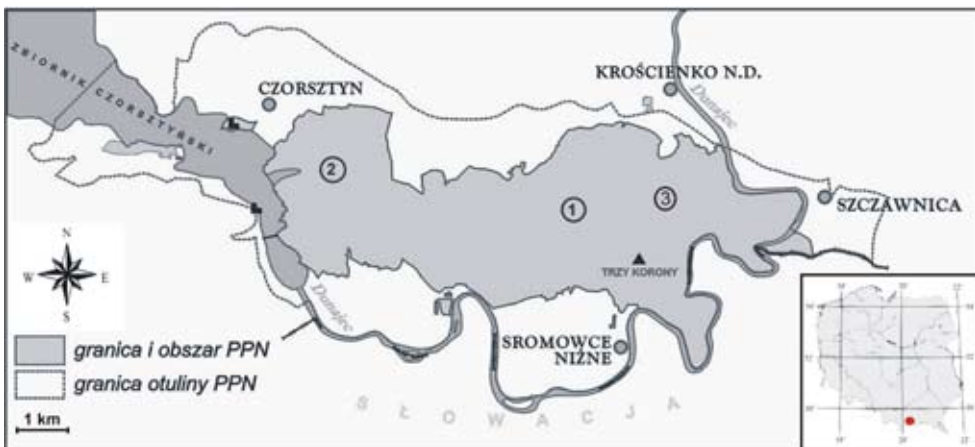 ZBIORNIK CZORSZTYŃSKI
CZORSZTYN
KROŚCIENKO N.D.
Dunajec
2
1
3
SZCZAWNICA
TRZY KORONY
N
W E
S
Dunajec
SROMOWCE
NIŻNE
granica i obszar PPN
granica otuliny PPN
1 km
SŁOWACJA